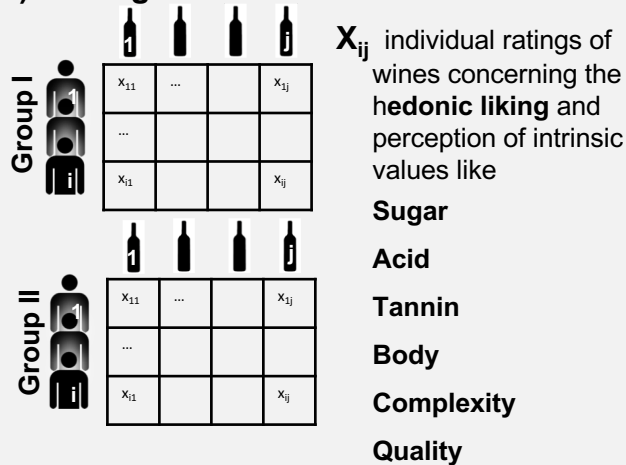 1
j
Group I
1
i
x11 ... x1j
...
xi1 xij
1
j
Group II
1
i
x11 ... x1j
...
xi1 xij
Xij individual ratings of
wines concerning the
hedonic liking and
perception of intrinsic
values like
Sugar
Acid
Tannin
Body
Complexity
Quality